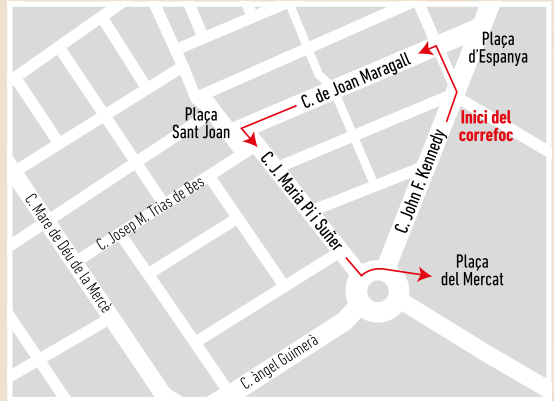 Plaça
d’Espanya
C. de Joan Maragall
Plaça
Sant Joan
Inici del
correfoc
C. J. Maria Pi i Suñer
C. John F. Kennedy
C. Josep M. Trias de Bes
C. Mare de Déu de la Mercè
Plaça
del Mercat
C. àngel Guimerà